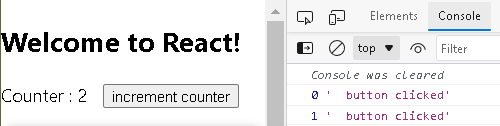 Welcome to React!
Counter : 2 increment counter
Elements Console
top Filter
Console was cleared
0 '  button clicked'
1 '  button clicked'